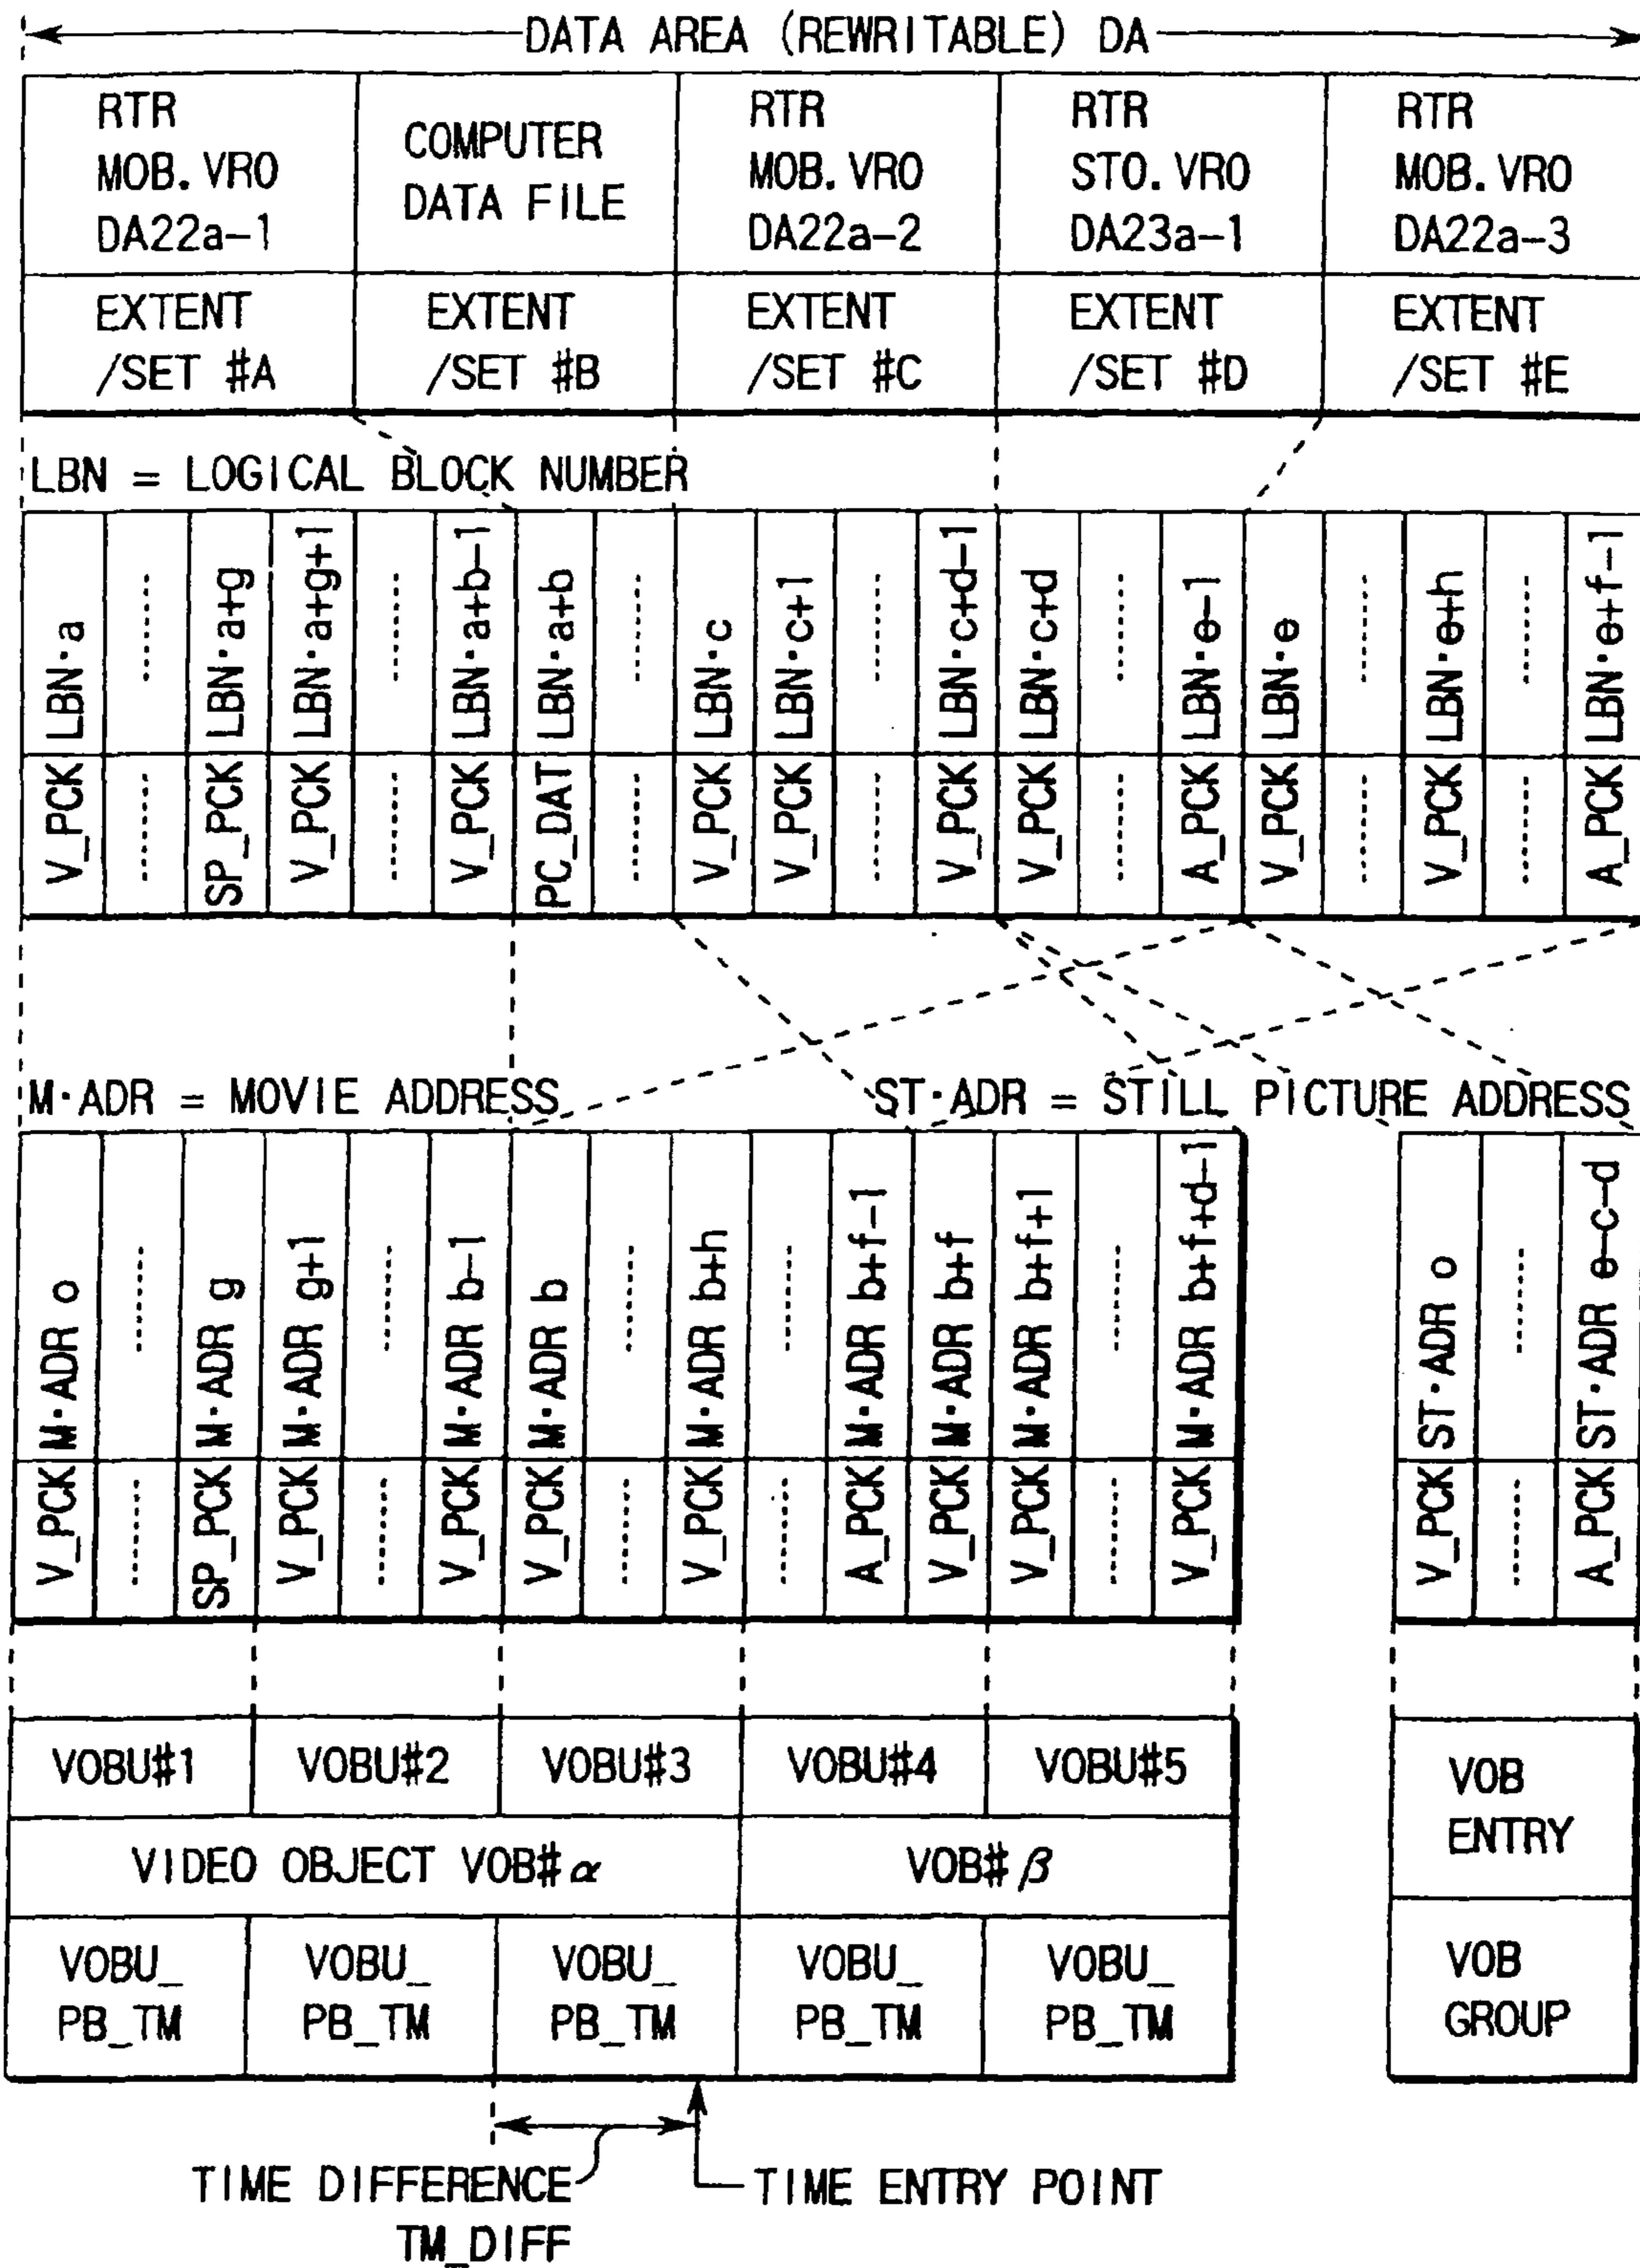 DATA AREA (REWRITABLE) DA
RTR
MOB.VRO
DA22a-1
COMPUTER
DATA FILE
RTR
MOB.VRO
DA22a-2
RTR
STO.VRO
DA23a-1
RTR
MOB.VRO
DA22a-3
EXTENT
/SET #A
EXTENT
/SET #B
EXTENT
/SET #C
EXTENT
/SET #D
EXTENT
/SET #E
LBN = LOGICAL BLOCK NUMBER
V_PCK LBN·a
SP_PCK LBN·a+g
V_PCK LBN·a+g+1
V_PCK LBN·a+b-1
PC_DAT LBN·a+b
V_PCK LBN·c
V_PCK LBN·c+1
V_PCK LBN·c+d-1
V_PCK LBN·c+d
A_PCK LBN·e-1
V_PCK LBN·e
V_PCK LBN·e+h
A_PCK LBN·e+f-1
M·ADR = MOVIE ADDRESS
ST·ADR = STILL PICTURE ADDRESS
V_PCK M·ADR o
SP_PCK M·ADR g
V_PCK M·ADR g+1
V_PCK M·ADR b-1
V_PCK M·ADR b
V_PCK M·ADR b+h
A_PCK M·ADR b+f-1
V_PCK M·ADR b+f
V_PCK M·ADR b+f+1
V_PCK M·ADR b+f+d-1
V_PCK ST·ADR o
A_PCK ST·ADR e-c-d
VOBU#1
VOBU#2
VOBU#3
VOBU#4
VOBU#5
VOB
ENTRY
VIDEO OBJECT VOB#α
VOB#β
VOBU_
PB_TM
VOBU_
PB_TM
VOBU_
PB_TM
VOBU_
PB_TM
VOBU_
PB_TM
VOB
GROUP
TIME DIFFERENCE
TM_DIFF
TIME ENTRY POINT